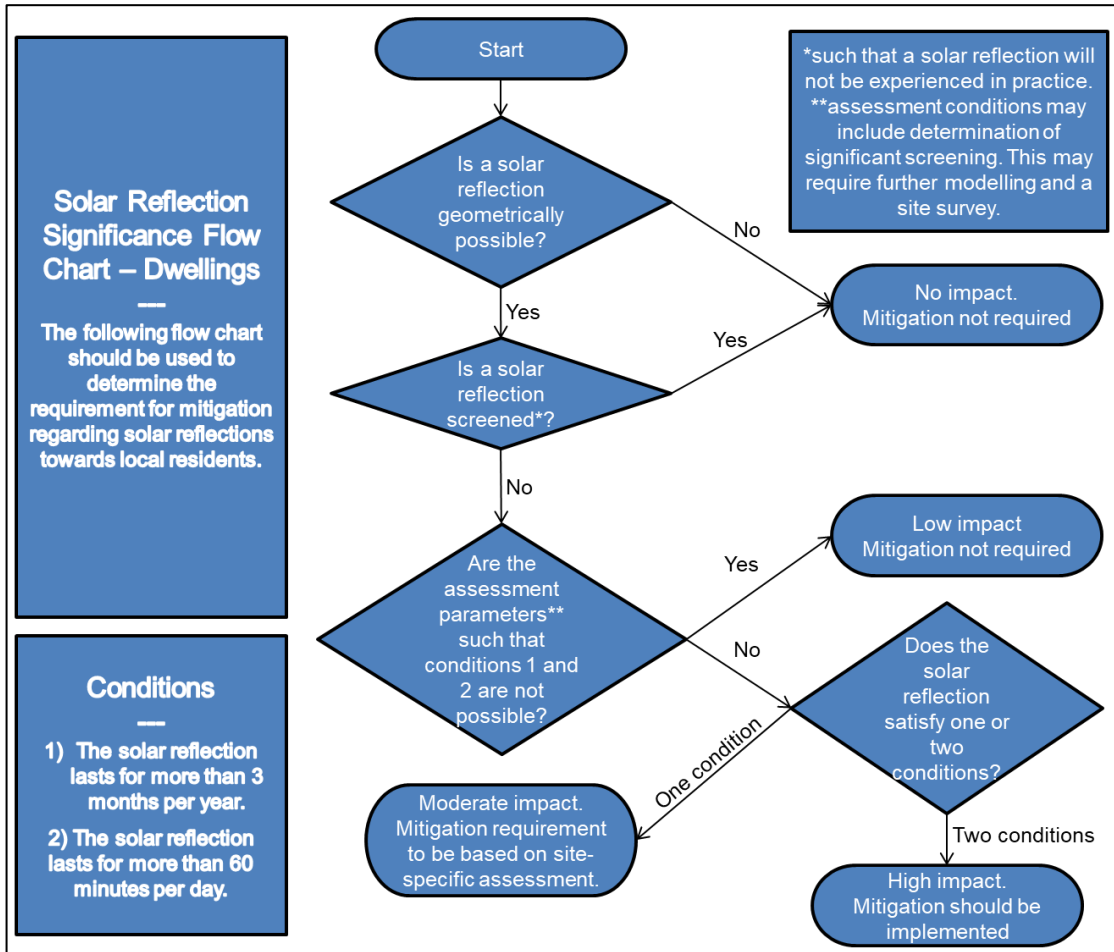 Solar Reflection
Significance Flow
Chart – Dwellings
---
The following flow chart
should be used to
determine the
requirement for mitigation
regarding solar reflections
towards local residents.
Conditions
---
1) The solar reflection
lasts for more than 3
months per year.
2) The solar reflection
lasts for more than 60
minutes per day.
Start
*such that a solar reflection will
not be experienced in practice.
**assessment conditions may
include determination of
significant screening. This may
require further modelling and a
site survey.
Is a solar
reflection
geometrically
possible?
No
Yes
No impact.
Mitigation not required
Is a solar
reflection
screened*?
Yes
No
Are the
assessment
parameters**
such that
conditions 1 and
2 are not
possible?
Yes
Low impact
Mitigation not required
No
Does the
solar
reflection
satisfy one or
two
conditions?
One condition
Moderate impact.
Mitigation requirement
to be based on site-
specific assessment.
Two conditions
High impact.
Mitigation should be
implemented